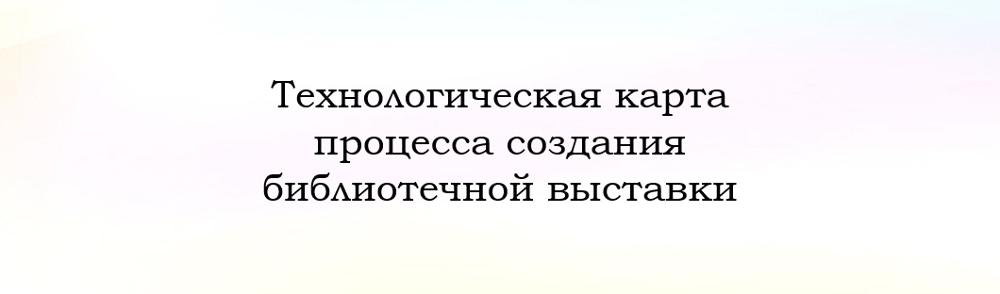 Технологическая карта
процесса создания
библиотечной выставки